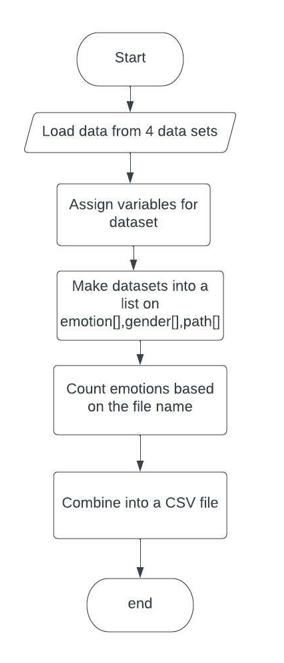 Start
Load data from 4 data sets
Assign variables for
dataset
Make datasets into a
list on
emotion[],gender[],path[]
Count emotions based
on the file name
Combine into a CSV file
end